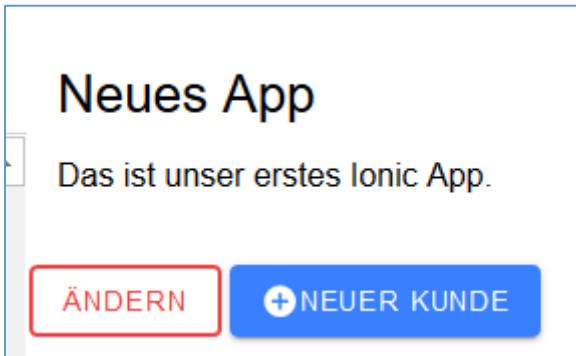 Neues App
Das ist unser erstes Ionic App.
ÄNDERN NEUER KUNDE